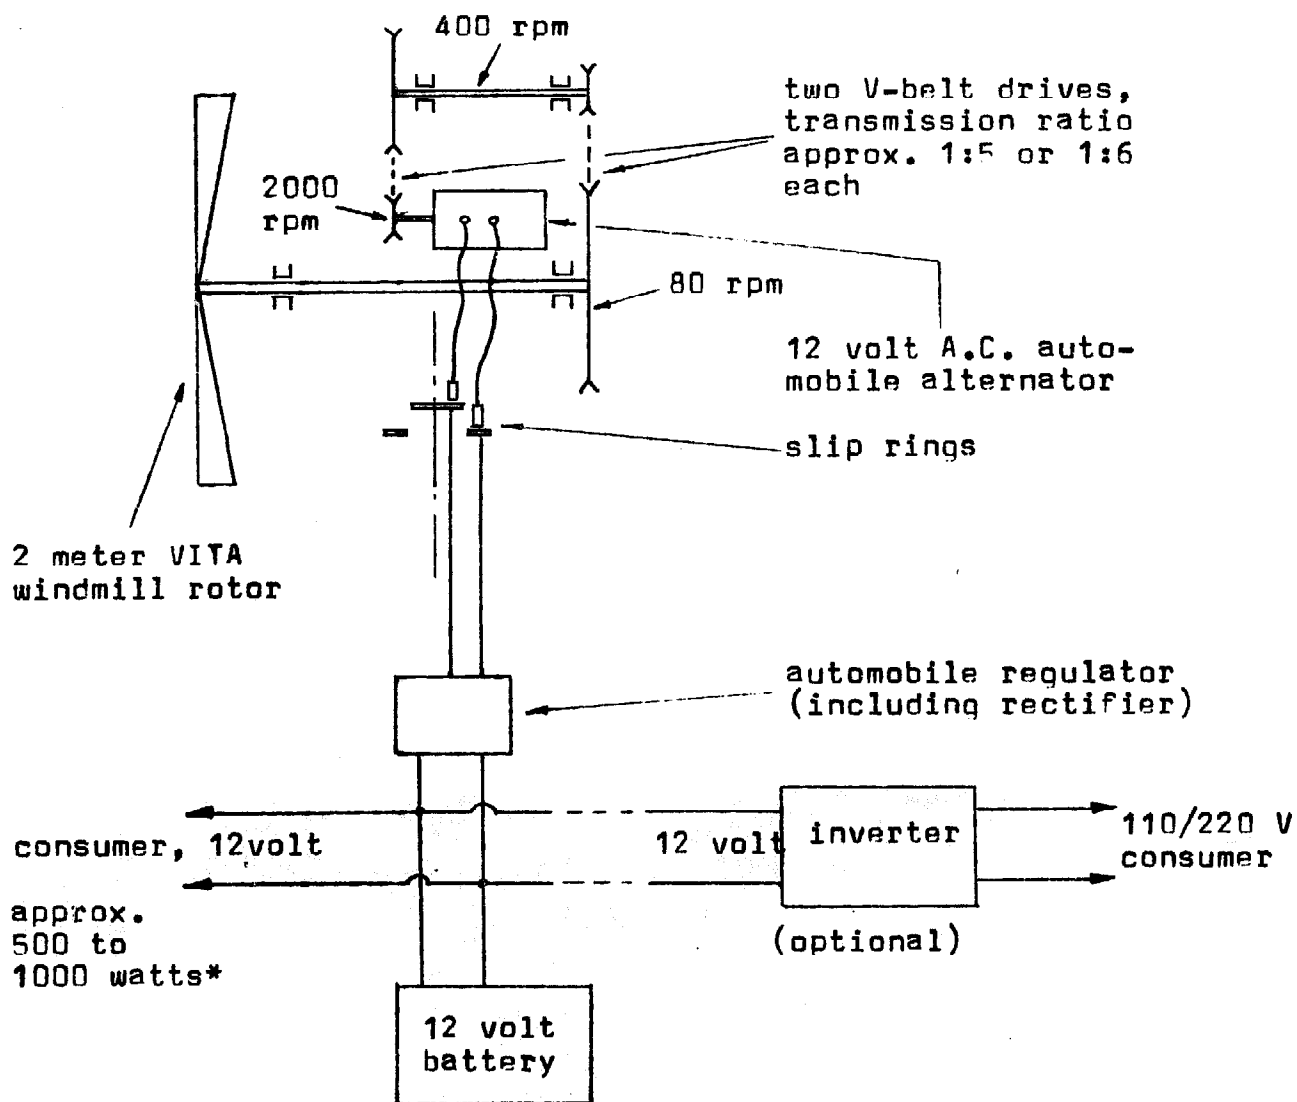 400 rpm
two V-belt drives,
transmission ratio
approx. 1:5 or 1:6
each
2000
rpm
80 rpm
12 volt A.C. auto-
mobile alternator
slip rings
2 meter VITA
windmill rotor
automobile regulator
(including rectifier)
consumer, 12volt
12 volt
inverter
110/220 V
consumer
approx.
500 to
1000 watts*
(optional)
12 volt
battery